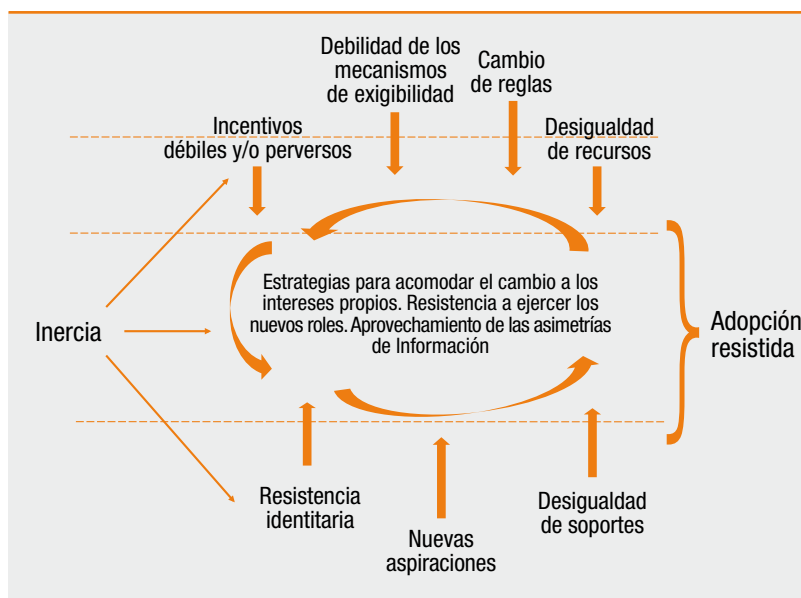 Debilidad de los
mecanismos
de exigibilidad
Cambio
de reglas
Incentivos
débiles y/o perversos
Desigualdad
de recursos
Estrategias para acomodar el cambio a los
intereses propios. Resistencia a ejercer los
nuevos roles. Aprovechamiento de las asimetrías
de Información
Inercia
Adopción
resistida
Resistencia
identitaria
Nuevas
aspiraciones
Desigualdad
de soportes